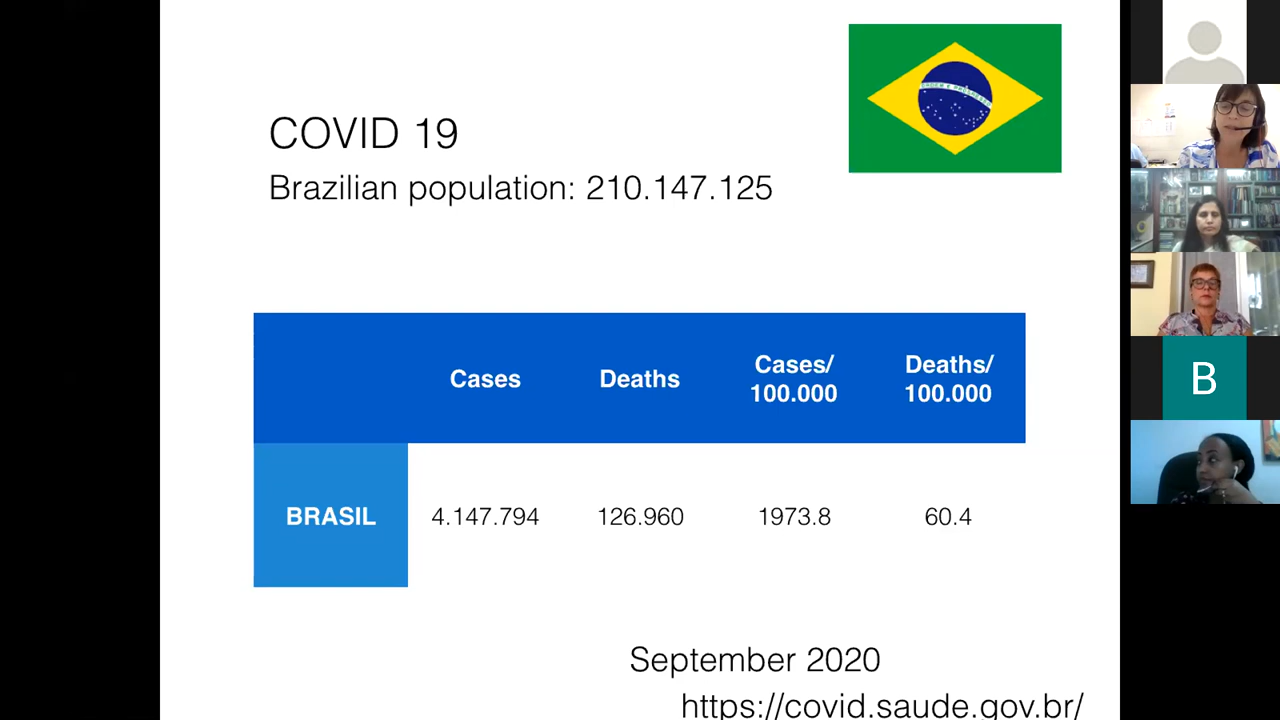 COVID 19
Brazilian population: 210.147.125
Cases
Deaths
Cases/
100.000
Deaths/
100.000
BRASIL
4.147.794
126.960
1973.8
60.4
September 2020
https://covid.saude.gov.br/
B